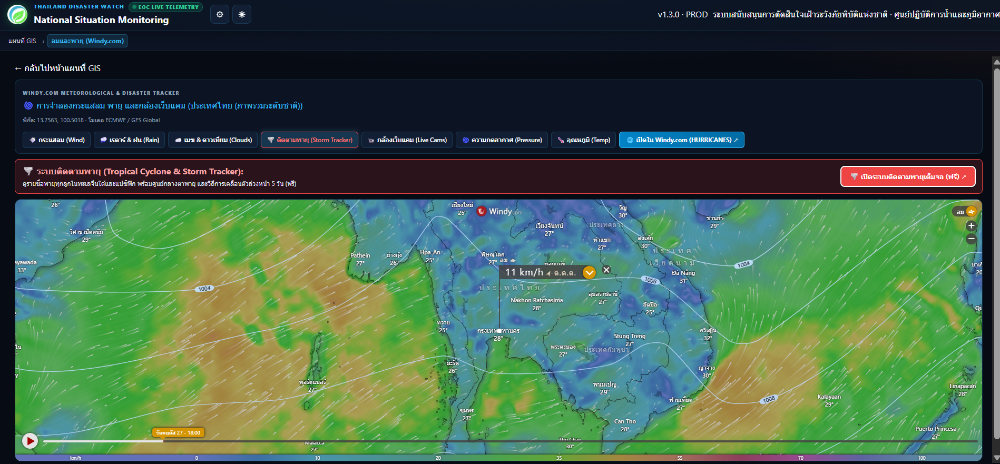 THAILAND DISASTER WATCH
EOC LIVE TELEMETRY
National Situation Monitoring
v1.3.0 · PROD ระบบสนับสนุนการตัดสินใจเฝ้าระวังภัยพิบัติแห่งชาติ · ศูนย์ปฏิบัติการน้ำและภูมิอากาศ
แผนที่ GIS › ลมและพายุ (Windy.com)
← กลับไปหน้าแผนที่ GIS
WINDY.COM METEOROLOGICAL & DISASTER TRACKER
การจำลองกระแสลม พายุ และกล้องเว็บแคม (ประเทศไทย (ภาพรวมระดับชาติ))
พิกัด: 13.7563, 100.5018 · โมเดล ECMWF / GFS Global
กระแสลม (Wind)
เรดาร์ & ฝน (Rain)
เมฆ & ดาวเทียม (Clouds)
ติดตามพายุ (Storm Tracker)
กล้องเว็บแคม (Live Cams)
ความกดอากาศ (Pressure)
อุณหภูมิ (Temp)
เปิดใน Windy.com (HURRICANES) ↗
ระบบติดตามพายุ (Tropical Cyclone & Storm Tracker):
ดูรายชื่อพายุทุกลูกในทะเลจีนใต้และแปซิฟิก พร้อมศูนย์กลางตาพายุ และวิถีการเคลื่อนตัวล่วงหน้า 5 วัน (ฟรี)
เปิดระบบติดตามพายุเต็มจอ (ฟรี) ↗
26°
เชียงใหม่
25°
Windy.com
วิญ
30°
ซานย่า
29°
ลม
วิศาขาปัตตนัม
29°
เวียงจันทน์
27°
ประเทศลาว
ท่าแขก
27°
ดงเฮ้ย
30°
ประเทศ
เวียดนาม
ayawada
33°
Pathein
27°
ย่างกุ้ง
26°
Hpa-An
25°
พิษณุโลก
27°
ลม
ขอนแก่น
1004
20
11 km/h ต.ต.ต.
Đà Nẵng
31°
1006
1004
ประเทศไทย
อุบลราชธานี
27°
Nakhon Ratchasima
28°
อัตปือ
25°
ทวาย
25°
กรุงเทพมหานคร
28°
กวีเญิน
32°
Stung Treng
27°
พระตะบอง
27°
ประเทศกัมพูชา
มะริด
26°
ญาจาง
30°
พอร์ตแบลร์
27°
พนมเปญ
29°
Linapacan
28°
ฟานเที้ยต
27°
1008
Kalayaan
29°
ชุมพร
27°
Can Tho
28°
Puerto Princesa
27°
วันพฤหัส 27 - 18:00
Malacca
27°
Tho Chau
30°
km/h 0 10 20 35 55 70 100